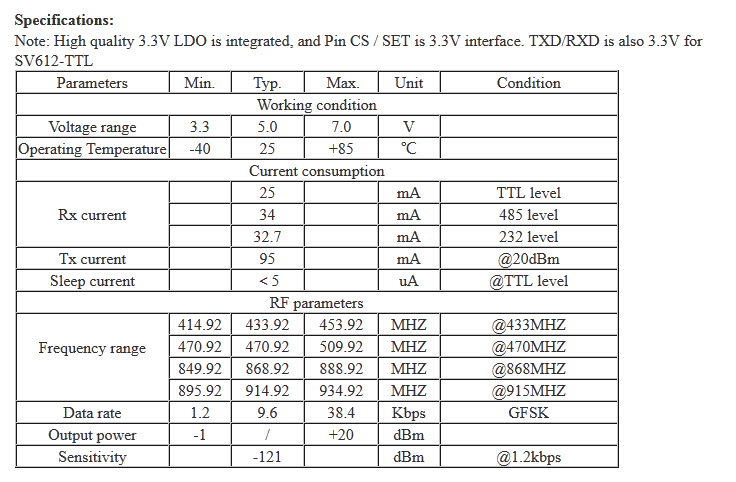 Specifications:
Note: High quality 3.3V LDO is integrated, and Pin CS / SET is 3.3V interface. TXD/RXD is also 3.3V for
SV612-TTL
Parameters Min. Typ. Max. Unit Condition
Working condition
Voltage range 3.3 5.0 7.0 V
Operating Temperature -40 25 +85 ℃
Current consumption
25 mA TTL level
Rx current 34 mA 485 level
32.7 mA 232 level
Tx current 95 mA @20dBm
Sleep current < 5 uA @TTL level
RF parameters
414.92 433.92 453.92 MHZ @433MHZ
Frequency range 470.92 470.92 509.92 MHZ @470MHZ
849.92 868.92 888.92 MHZ @868MHZ
895.92 914.92 934.92 MHZ @915MHZ
Data rate 1.2 9.6 38.4 Kbps GFSK
Output power -1 / +20 dBm
Sensitivity -121 dBm @1.2kbps